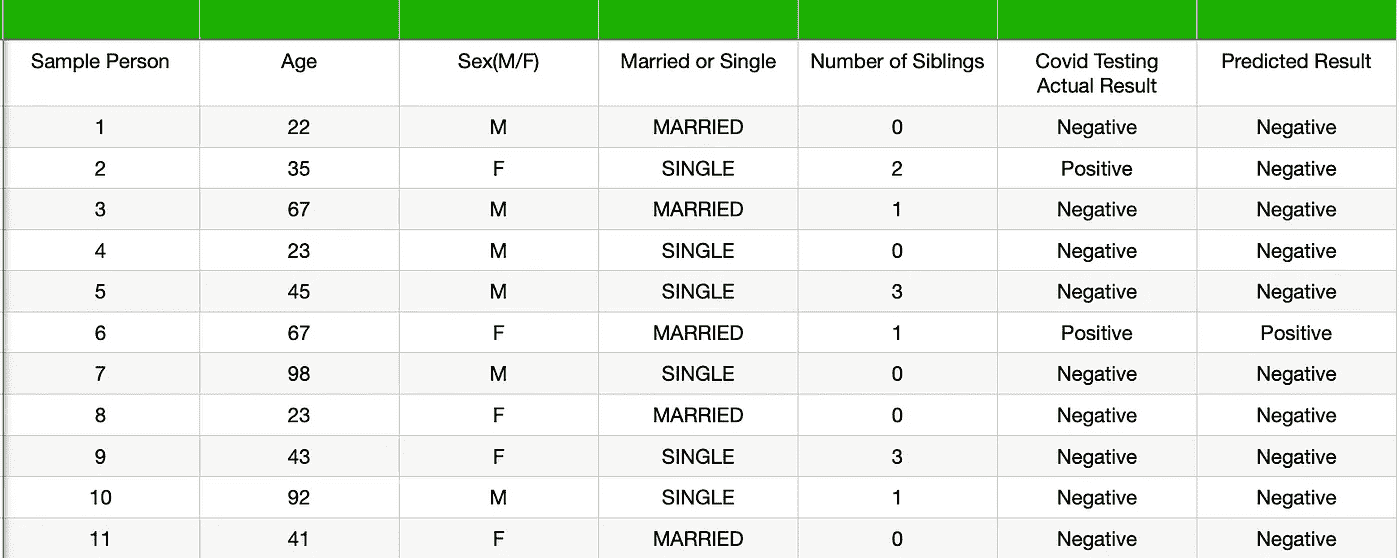 Sample Person Age Sex(M/F) Married or Single Number of Siblings Covid Testing Actual Result Predicted Result
1 22 M MARRIED 0 Negative Negative
2 35 F SINGLE 2 Positive Negative
3 67 M MARRIED 1 Negative Negative
4 23 M SINGLE 0 Negative Negative
5 45 M SINGLE 3 Negative Negative
6 67 F MARRIED 1 Positive Positive
7 98 M SINGLE 0 Negative Negative
8 23 F MARRIED 0 Negative Negative
9 43 F SINGLE 3 Negative Negative
10 92 M SINGLE 1 Negative Negative
11 41 F MARRIED 0 Negative Negative